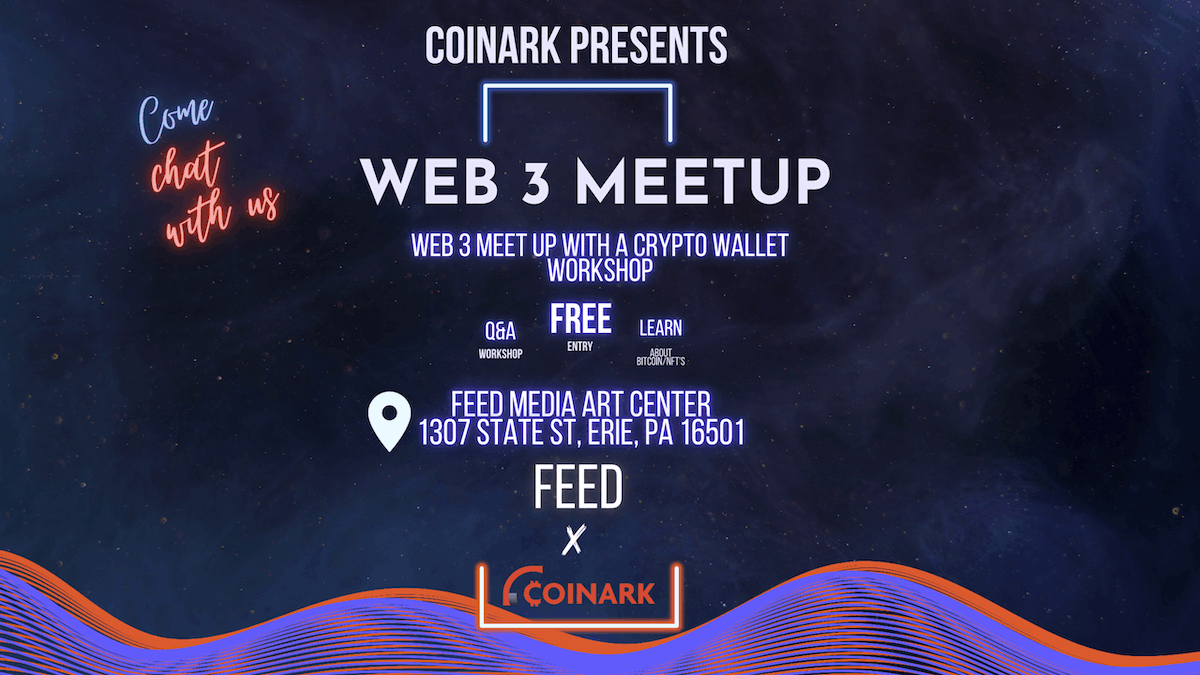 COINARK PRESENTS
Come
chat
with us
WEB 3 MEETUP
WEB 3 MEET UP WITH A CRYPTO WALLET
WORKSHOP
Q&A
WORKSHOP
FREE
ENTRY
LEARN
ABOUT
BITCOIN/NFT'S
FEED MEDIA ART CENTER
1307 STATE ST, ERIE, PA 16501
FEED
X
COINARK